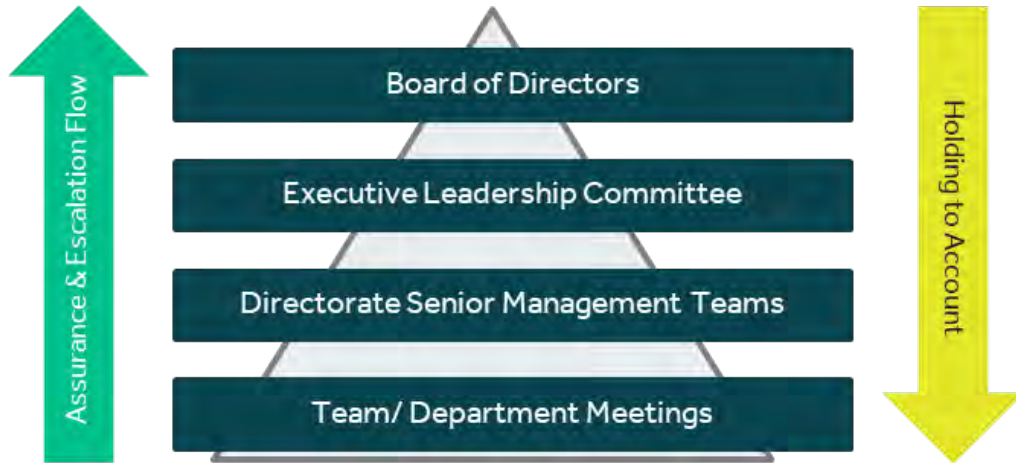 Assurance & Escalation Flow
Board of Directors
Executive Leadership Committee
Directorate Senior Management Teams
Team/ Department Meetings
Holding to Account